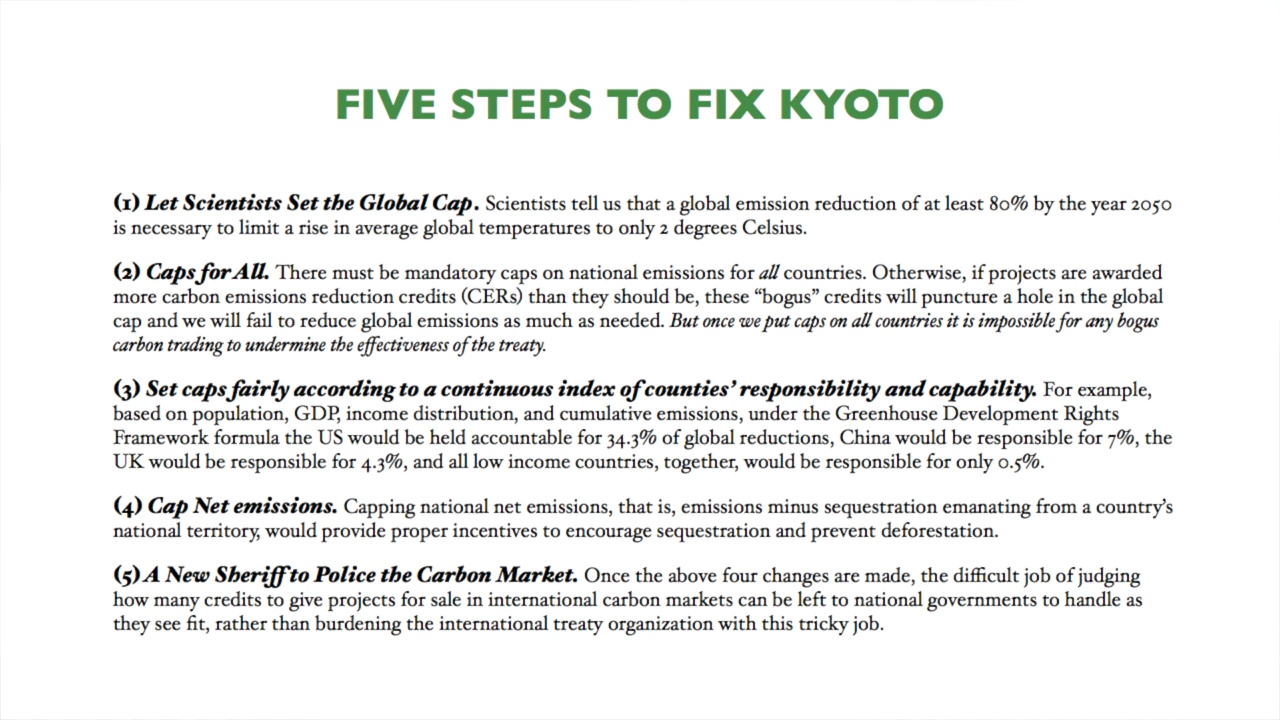 FIVE STEPS TO FIX KYOTO
(1) Let Scientists Set the Global Cap. Scientists tell us that a global emission reduction of at least 80% by the year 2050
is necessary to limit a rise in average global temperatures to only 2 degrees Celsius.
(2) Caps for All. There must be mandatory caps on national emissions for all countries. Otherwise, if projects are awarded
more carbon emissions reduction credits (CERs) than they should be, these “bogus” credits will puncture a hole in the global
cap and we will fail to reduce global emissions as much as needed. But once we put caps on all countries it is impossible for any bogus
carbon trading to undermine the effectiveness of the treaty.
(3) Set caps fairly according to a continuous index of counties’ responsibility and capability. For example,
based on population, GDP, income distribution, and cumulative emissions, under the Greenhouse Development Rights
Framework formula the US would be held accountable for 34.3% of global reductions, China would be responsible for 7%, the
UK would be responsible for 4.3%, and all low income countries, together, would be responsible for only 0.5%.
(4) Cap Net emissions. Capping national net emissions, that is, emissions minus sequestration emanating from a country’s
national territory, would provide proper incentives to encourage sequestration and prevent deforestation.
(5) A New Sheriff to Police the Carbon Market. Once the above four changes are made, the difficult job of judging
how many credits to give projects for sale in international carbon markets can be left to national governments to handle as
they see fit, rather than burdening the international treaty organization with this tricky job.